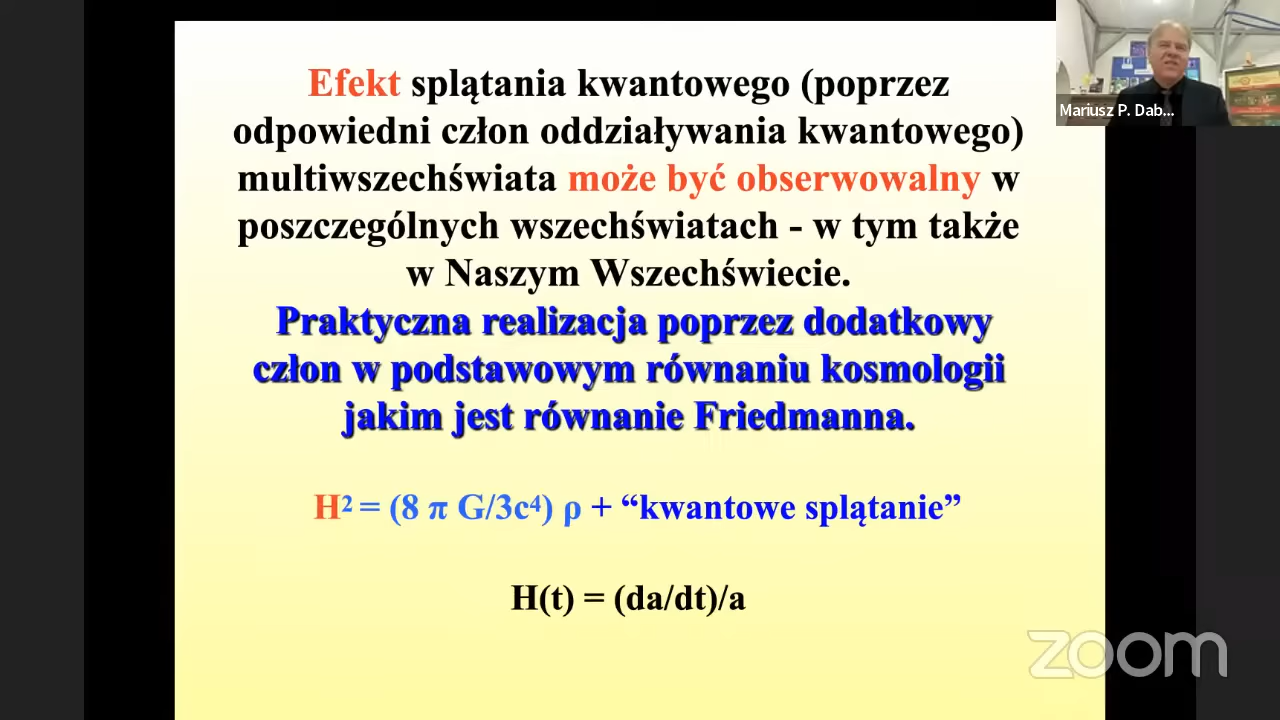 Efekt splątania kwantowego (poprzez
odpowiedni człon oddziaływania kwantowego)
multiwszechświata może być obserwowalny w
poszczególnych wszechświatach - w tym także
w Naszym Wszechświecie.
Praktyczna realizacja poprzez dodatkowy
człon w podstawowym równaniu kosmologii
jakim jest równanie Friedmanna.
H² = (8 π G/3c⁴) ρ + “kwantowe splątanie”
H(t) = (da/dt)/a
Mariusz P. Dab...
zoom